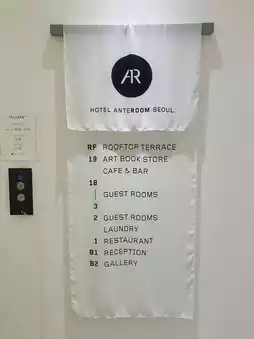 AR
HOTEL ANTEROOM SEOUL
RF ROOFTOP TERRACE
19 ART BOOK STORE
CAFE & BAR
18
| GUEST ROOMS
3
2 GUEST ROOMS
LAUNDRY
1 RESTAURANT
B1 RECEPTION
B2 GALLERY